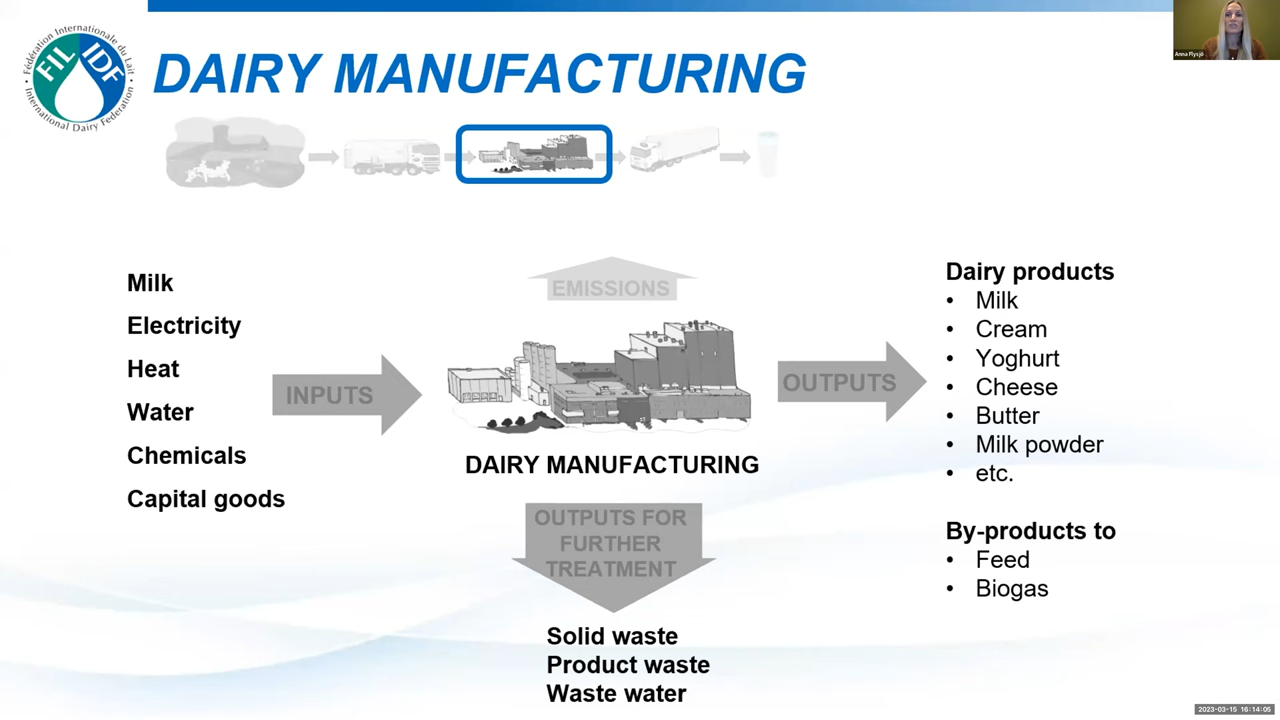 Fédération Internationale du Lait
FIL IDF
International Dairy Federation
DAIRY MANUFACTURING
Anna Flysjö
Milk
Electricity
Heat
Water
Chemicals
Capital goods
INPUTS
EMISSIONS
DAIRY MANUFACTURING
OUTPUTS FOR
FURTHER
TREATMENT
Solid waste
Product waste
Waste water
OUTPUTS
Dairy products
• Milk
• Cream
• Yoghurt
• Cheese
• Butter
• Milk powder
• etc.
By-products to
• Feed
• Biogas
2023-03-15 16:14:05